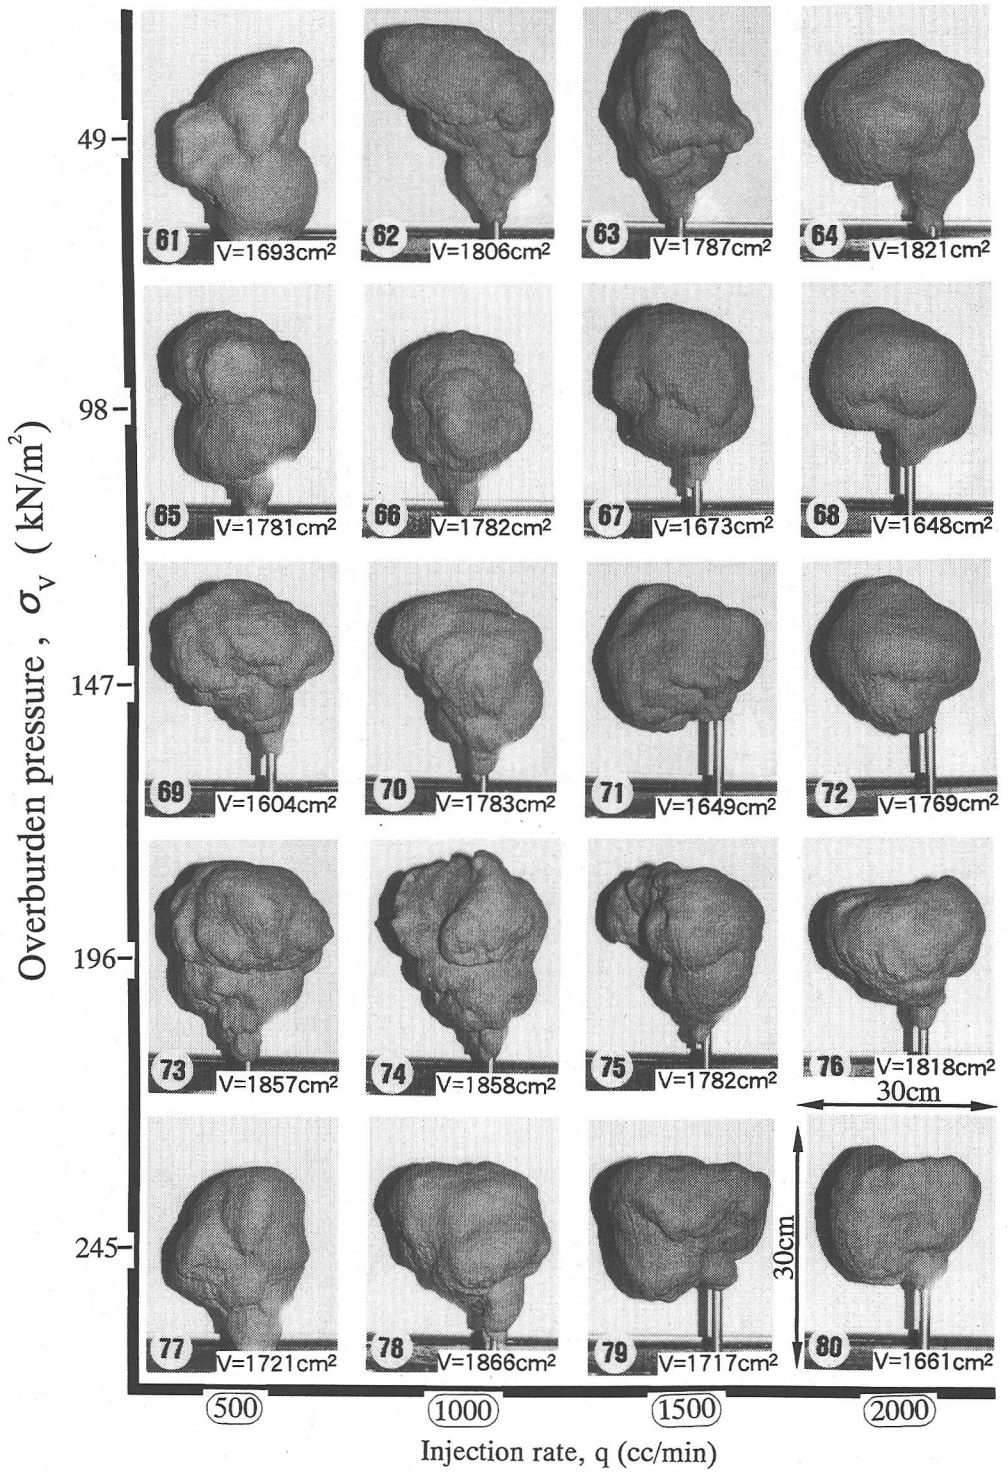 49
61
V=1693cm²
62
V=1806cm²
63
V=1787cm²
64
V=1821cm²
98
65
V=1781cm²
66
V=1782cm²
67
V=1673cm²
68
V=1648cm²
147
69
V=1604cm²
70
V=1783cm²
71
V=1649cm²
72
V=1769cm²
196
73
V=1857cm²
74
V=1858cm²
75
V=1782cm²
76
V=1818cm²
30cm
30cm
245
77
V=1721cm²
78
V=1866cm²
79
V=1717cm²
80
V=1661cm²
Overburden pressure , σv ( kN/m²)
500
1000
1500
2000
Injection rate, q (cc/min)